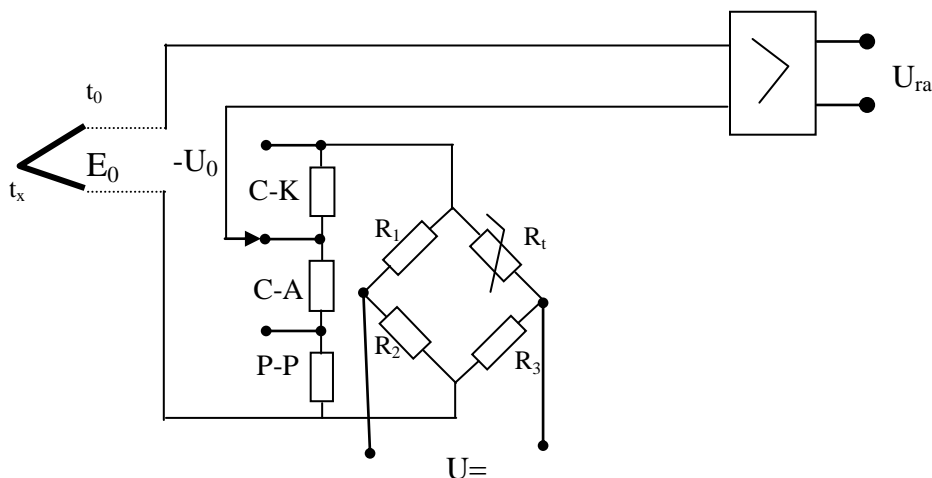 t₀
Uᵣₐ
E₀
-U₀
tₓ
C-K
R₁
Rₜ
C-A
R₂
R₃
P-P
U=